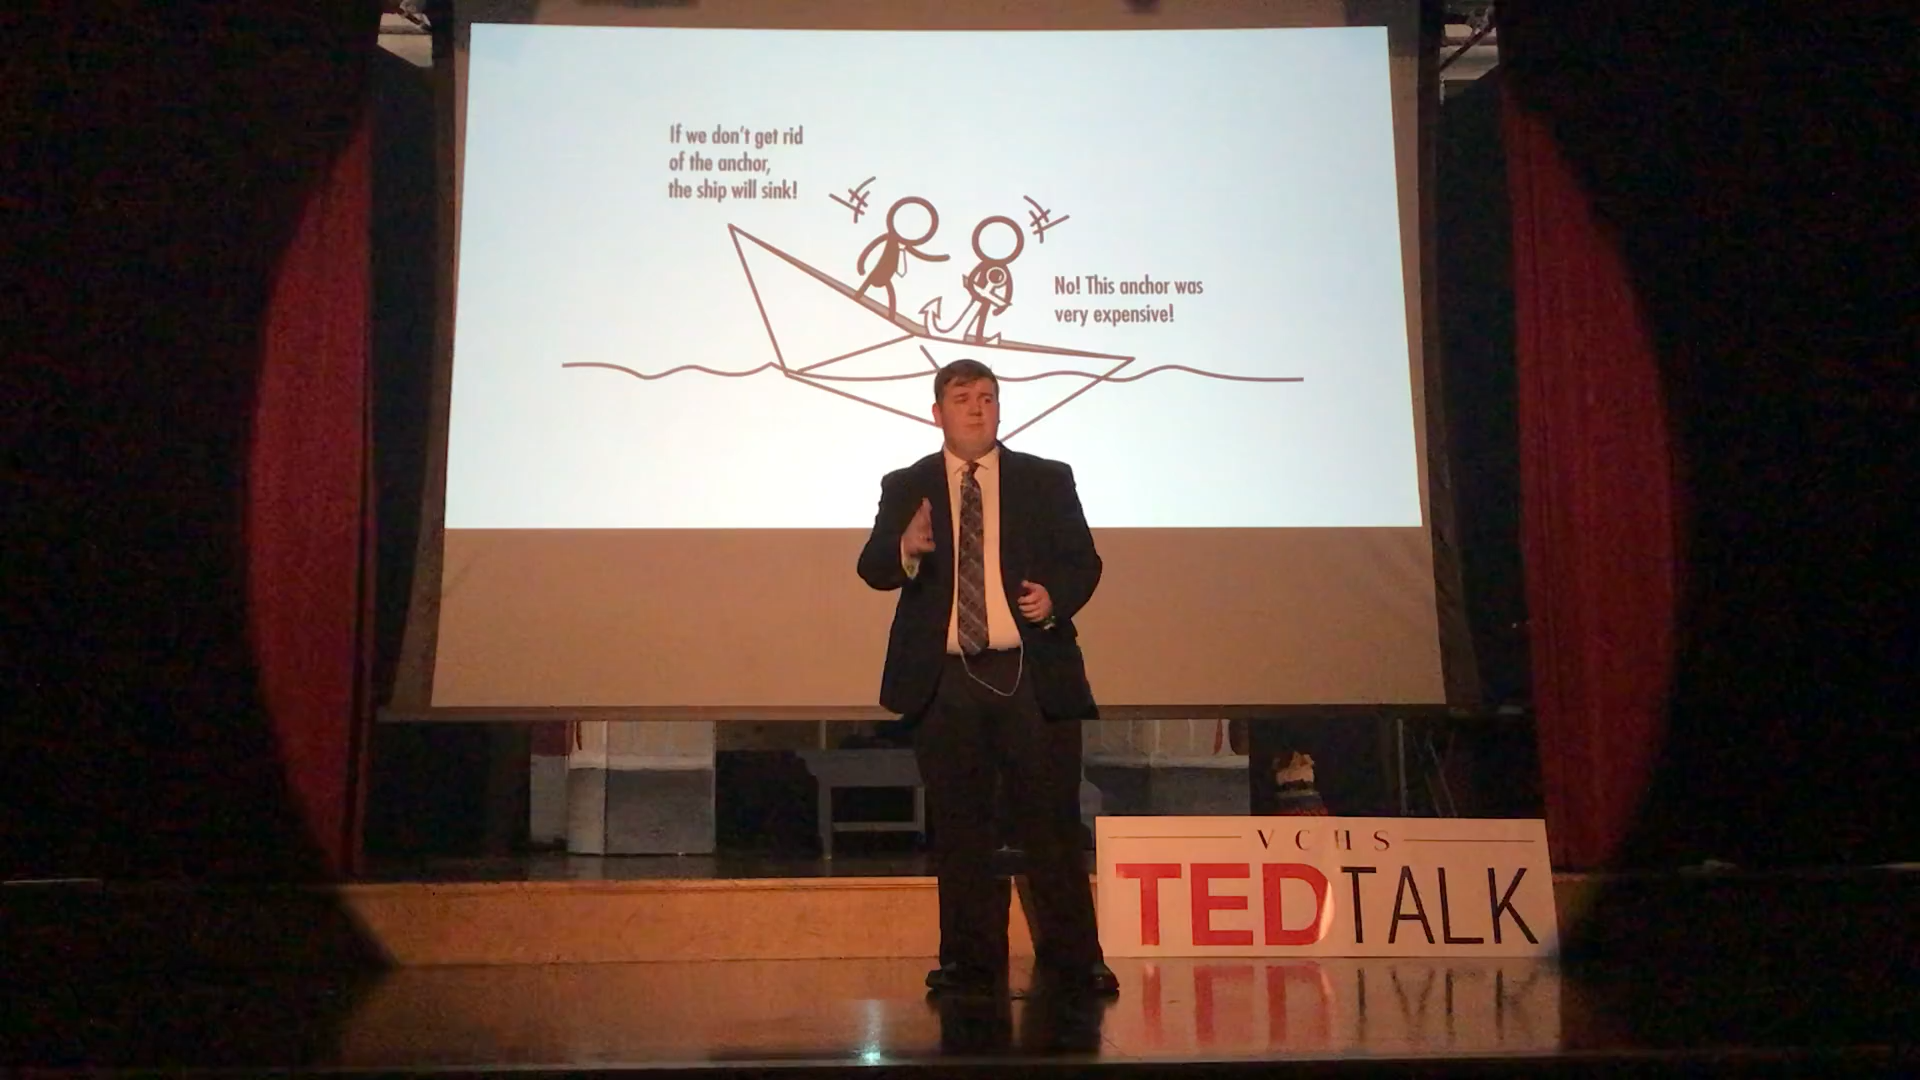 If we don't get rid
of the anchor,
the ship will sink!
No! This anchor was
very expensive!
VCHS
TEDTALK